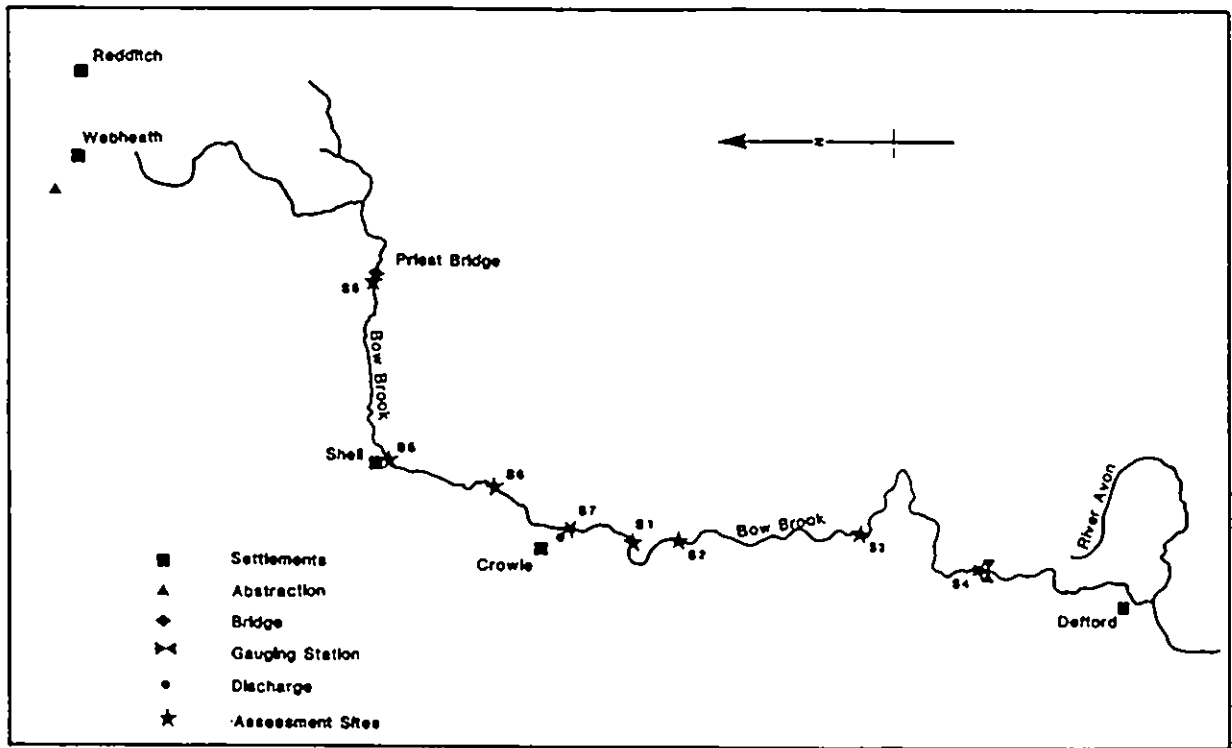 Redditch
Webheath
N
Priest Bridge
S6
Bow Brook
Shell
S5
S6
S7
Crowle
S1
S2
Bow Brook
S3
S4
River Avon
Defford
Settlements
Abstraction
Bridge
Gauging Station
Discharge
Assessment Sites